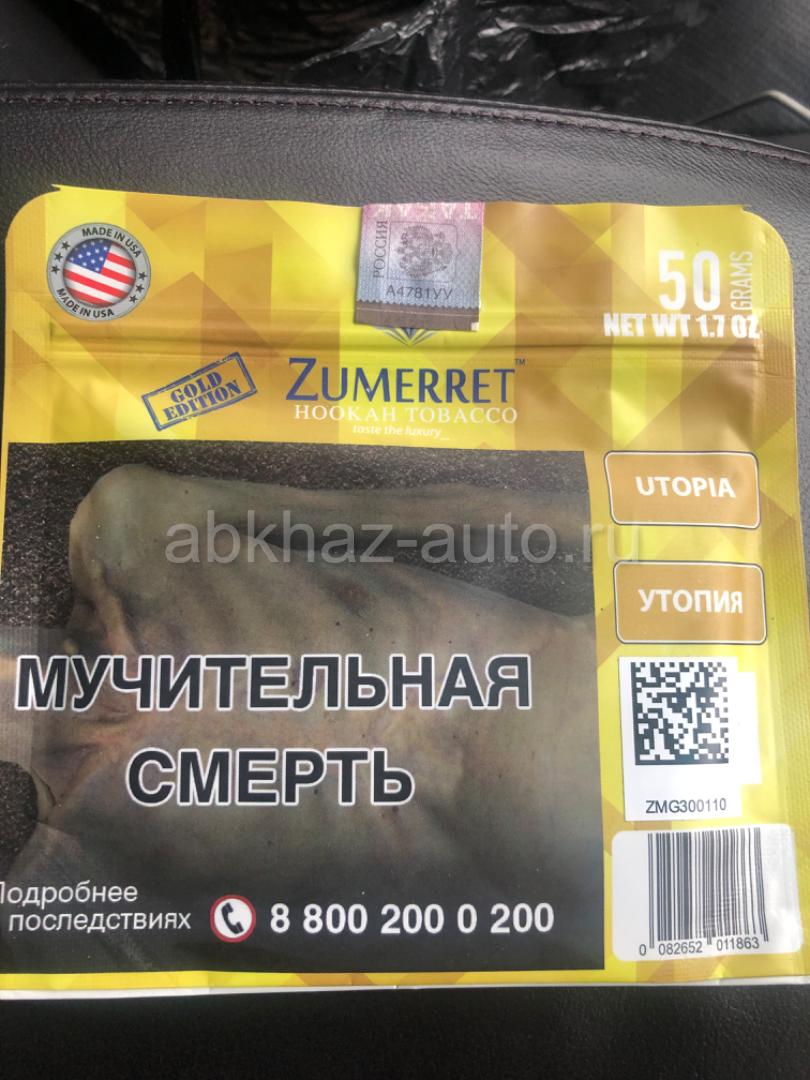 MADE IN USA
MADE IN USA
РОССИЯ
А4781УУ
50
GRAMS
NET WT 1.7 OZ
GOLD
EDITION
ZUMERRET™
HOOKAH TOBACCO
taste the luxury...
UTOPIA
abkhaz-auto.ru
УТОПИЯ
МУЧИТЕЛЬНАЯ
СМЕРТЬ
ZMG300110
Подробнее
последствиях
8 800 200 0 200
0 082652 011863